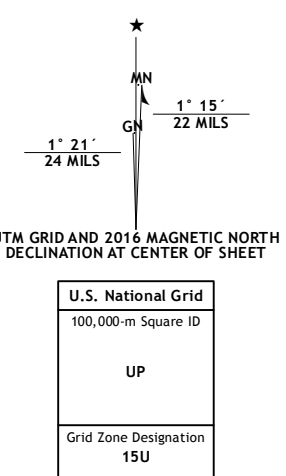 ★
MN
1° 15´
22 MILS
GN
1° 21´
24 MILS
UTM GRID AND 2016 MAGNETIC NORTH
DECLINATION AT CENTER OF SHEET
U.S. National Grid
100,000-m Square ID
UP
Grid Zone Designation
15U